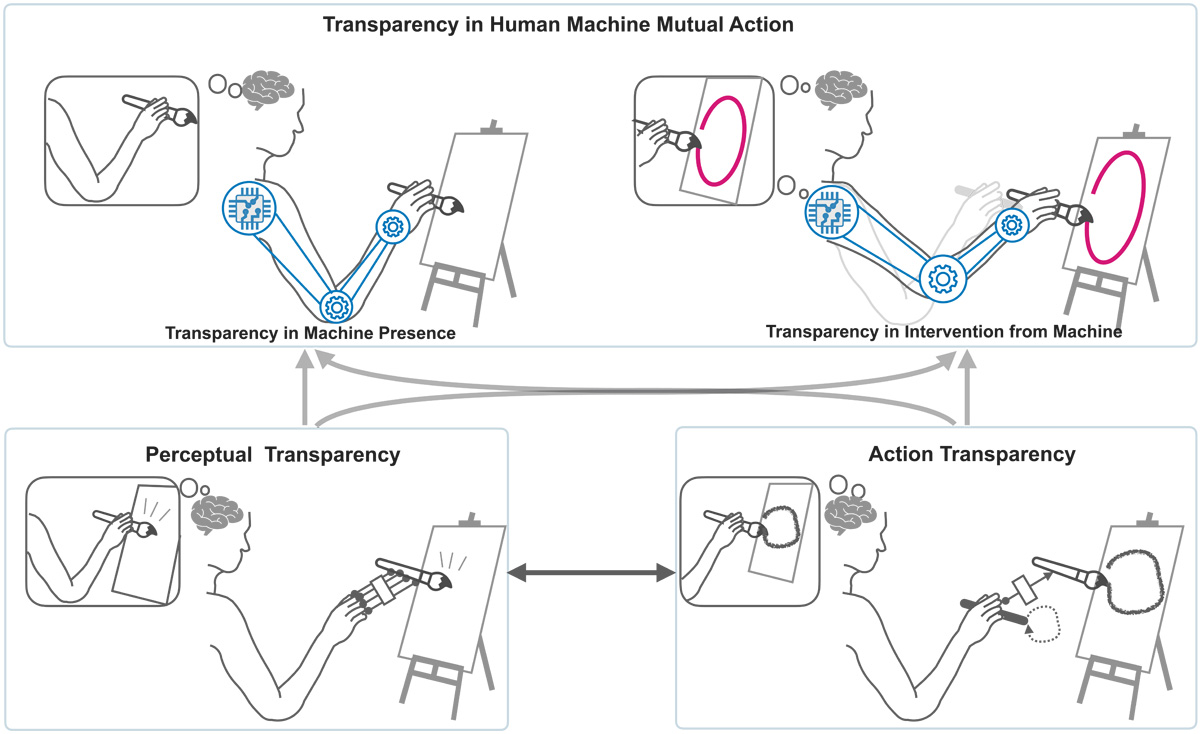 Transparency in Human Machine Mutual Action
Transparency in Machine Presence
Transparency in Intervention from Machine
Perceptual Transparency
Action Transparency